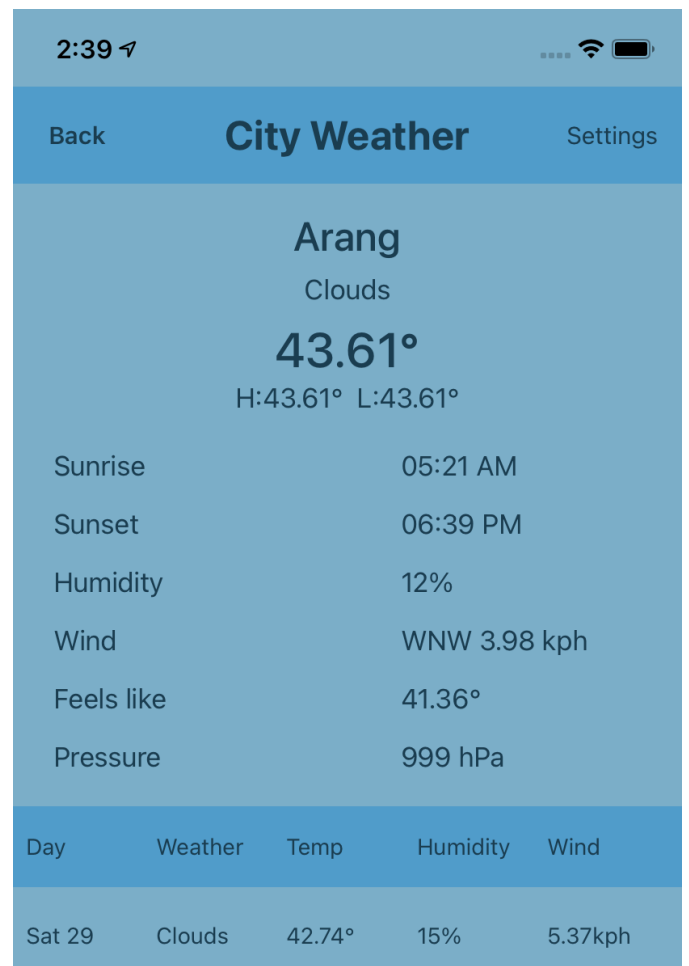 2:39
Back City Weather Settings
Arang
Clouds
43.61°
H:43.61° L:43.61°
Sunrise 05:21 AM
Sunset 06:39 PM
Humidity 12%
Wind WNW 3.98 kph
Feels like 41.36°
Pressure 999 hPa
Day Weather Temp Humidity Wind
Sat 29 Clouds 42.74° 15% 5.37kph